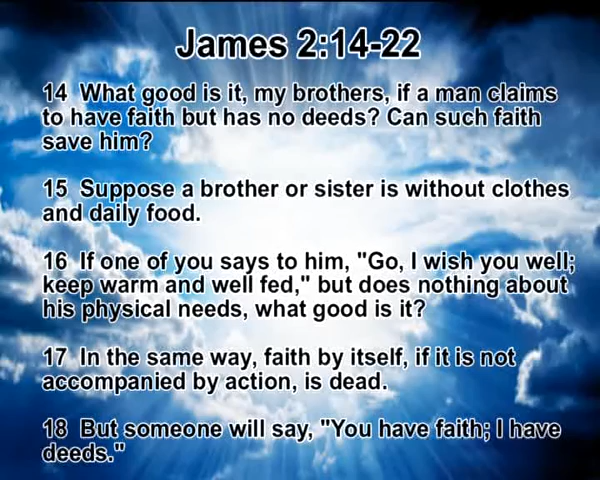 James 2:14-22
14 What good is it, my brothers, if a man claims
to have faith but has no deeds? Can such faith
save him?
15 Suppose a brother or sister is without clothes
and daily food.
16 If one of you says to him, "Go, I wish you well;
keep warm and well fed," but does nothing about
his physical needs, what good is it?
17 In the same way, faith by itself, if it is not
accompanied by action, is dead.
18 But someone will say, "You have faith; I have
deeds."